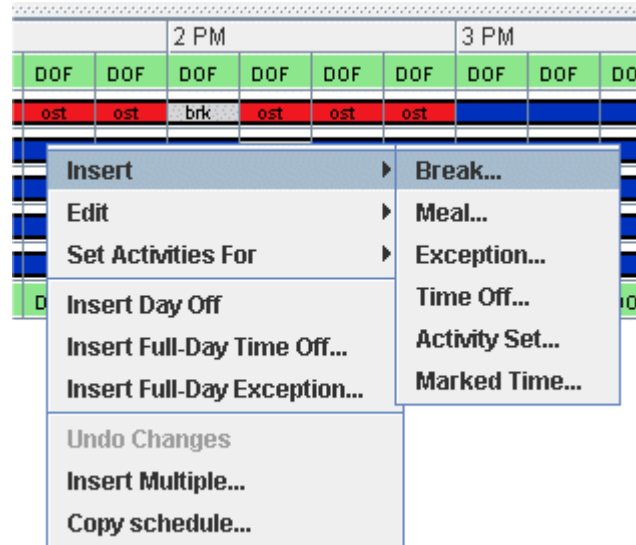 2 PM 3 PM
DOF DOF DOF DOF DOF DOF DOF DOF DO
ost ost brk ost ost ost
Insert Break...
Edit Meal...
Set Activities For Exception...
D Insert Day Off Time Off...
Insert Full-Day Time Off... Activity Set...
Insert Full-Day Exception... Marked Time...
Undo Changes
Insert Multiple...
Copy schedule...